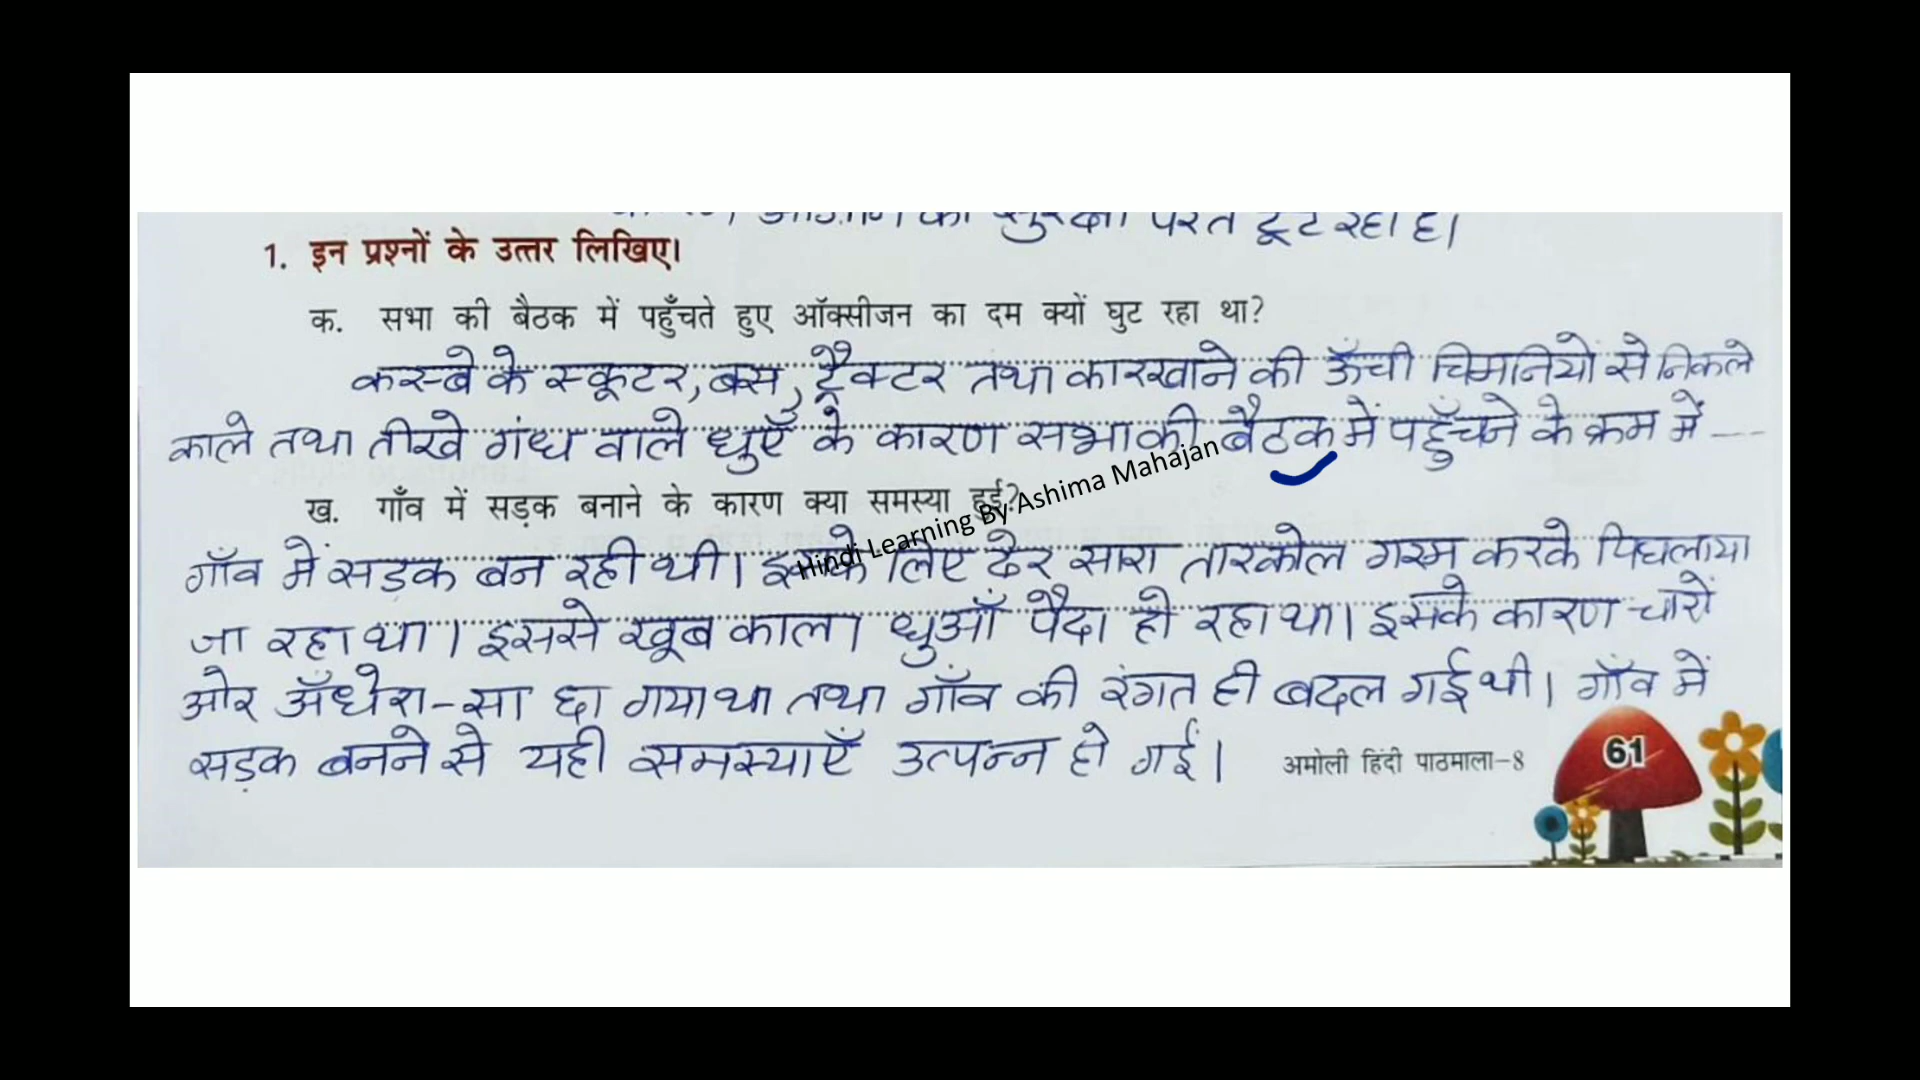 सुरक्षा परत टूट रही है।
1. इन प्रश्नों के उत्तर लिखिए।
क. सभा की बैठक में पहुँचते हुए ऑक्सीजन का दम क्यों घुट रहा था?
कस्बे के स्कूटर, बस, ट्रैक्टर तथा कारखाने की ऊँची चिमनियों से निकले
काले तथा तीखे गंध वाले धुएँ के कारण सभा की बैठक में पहुँचने के क्रम में ---
ख. गाँव में सड़क बनाने के कारण क्या समस्या हुई?
Hindi Learning By Ashima Mahajan
गाँव में सड़क बन रही थी। इसके लिए ढेर सारा तारकोल गरम करके पिघलाया
जा रहा था। इससे खूब काला धुआँ पैदा हो रहा था। इसके कारण चारों
ओर अँधेरा-सा छा गया था तथा गाँव की रंगत ही बदल गई थी। गाँव में
सड़क बनने से यही समस्याएँ उत्पन्न हो गईं।
अमोली हिंदी पाठमाला-8
61